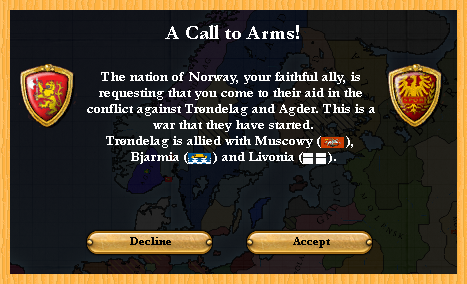 A Call to Arms!
The nation of Norway, your faithful ally, is
requesting that you come to their aid in the
conflict against Trøndelag and Agder. This is a
war that they have started.
Trøndelag is allied with Muscowy (),
Bjarmia () and Livonia ().
Decline
Accept